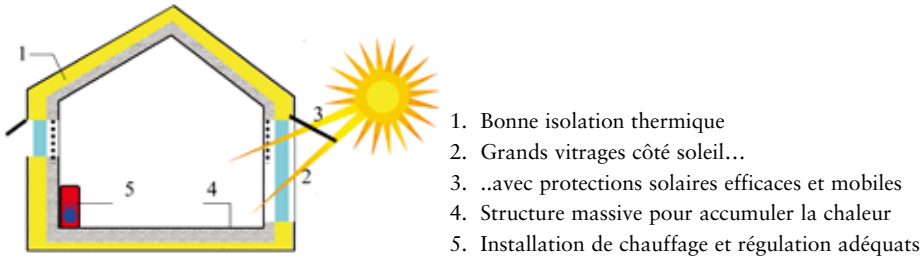 1
3
2
5
4
1. Bonne isolation thermique
2. Grands vitrages côté soleil...
3. ..avec protections solaires efficaces et mobiles
4. Structure massive pour accumuler la chaleur
5. Installation de chauffage et régulation adéquats